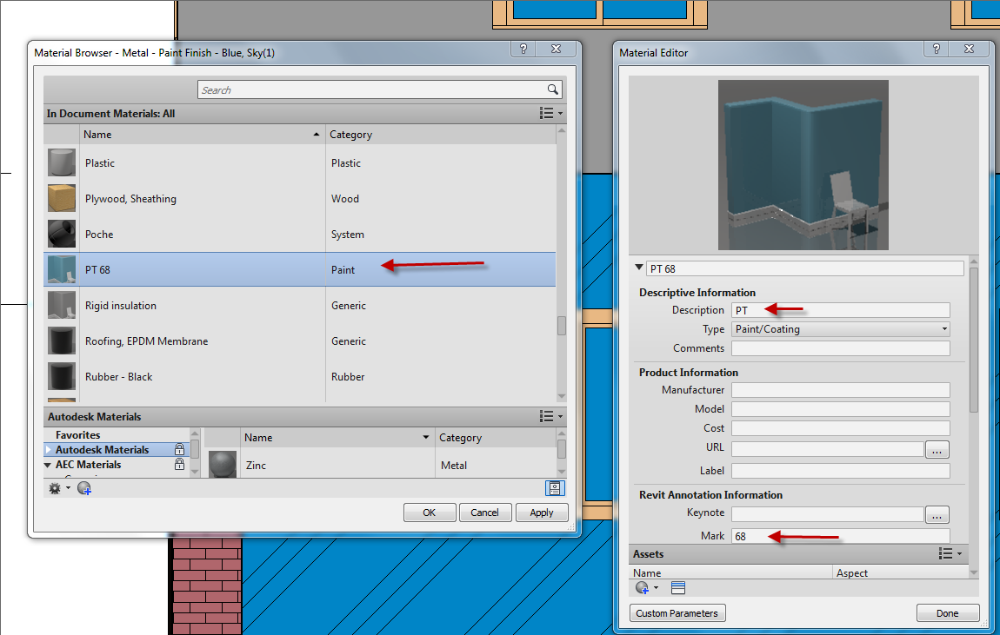 Material Browser - Metal - Paint Finish - Blue, Sky(1)
?
Search
In Document Materials: All
Name
Category
Plastic
Plastic
Plywood, Sheathing
Wood
Poche
System
PT 68
Paint
Rigid insulation
Generic
Roofing, EPDM Membrane
Generic
Rubber - Black
Rubber
Autodesk Materials
Favorites
Autodesk Materials
AEC Materials
Name
Category
Zinc
Metal
OK
Cancel
Apply
Material Editor
?
PT 68
Descriptive Information
Description
PT
Type
Paint/Coating
Comments
Product Information
Manufacturer
Model
Cost
URL
...
Label
Revit Annotation Information
Keynote
...
Mark
68
Assets
Name
Aspect
Custom Parameters
Done